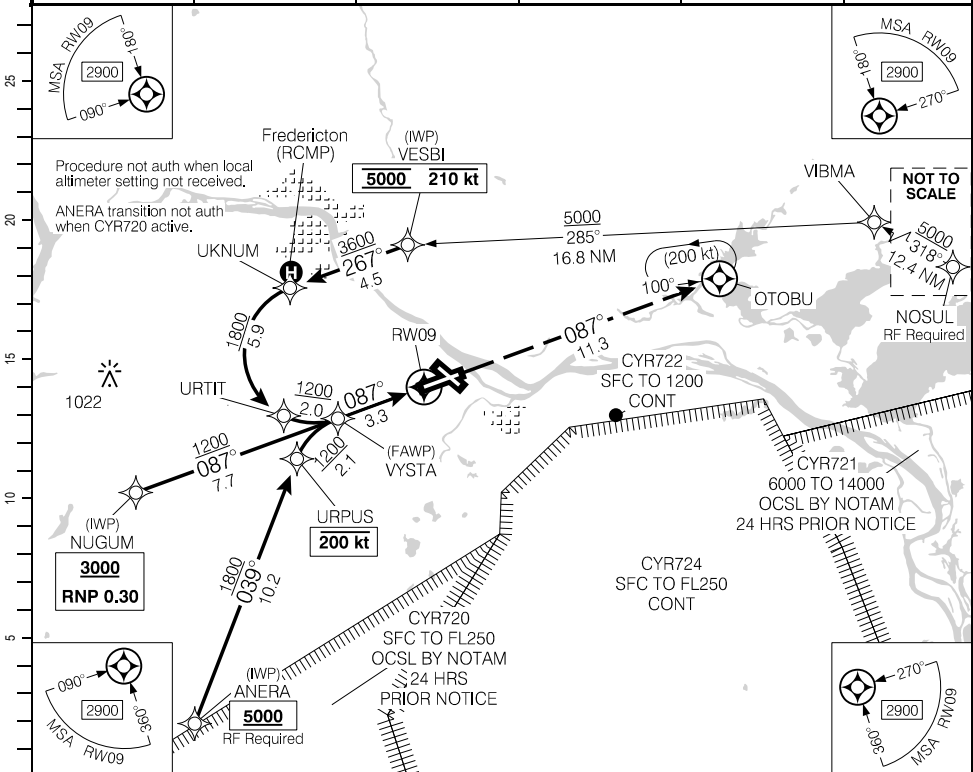 MSA RW09
180°
2900
090°
MSA RW09
180°
2900
270°
25
20
15
10
5
Procedure not auth when local
altimeter setting not received.
ANERA transition not auth
when CYR720 active.
Fredericton
(RCMP)
H
(IWP)
VESBI
5000 210 kt
VIBMA
NOT TO
SCALE
5000
318°
12.4 NM
NOSUL
RF Required
5000
285°
16.8 NM
3600
267°
4.5
UKNUM
(200 kt)
100°
OTOBU
1800
5.9
RW09
087°
11.3
CYR722
SFC TO 1200
CONT
1022
URTIT
1200
2.0
087°
3.3
(FAWP)
VYSTA
1200
087°
7.7
1200
2.1
(IWP)
NUGUM
3000
RNP 0.30
URPUS
200 kt
CYR721
6000 TO 14000
OCSL BY NOTAM
24 HRS PRIOR NOTICE
CYR724
SFC TO FL250
CONT
1800
039°
10.2
CYR720
SFC TO FL250
OCSL BY NOTAM
24 HRS
PRIOR NOTICE
(IWP)
ANERA
5000
RF Required
090°
2900
360°
MSA RW09
270°
2900
360°
MSA RW09